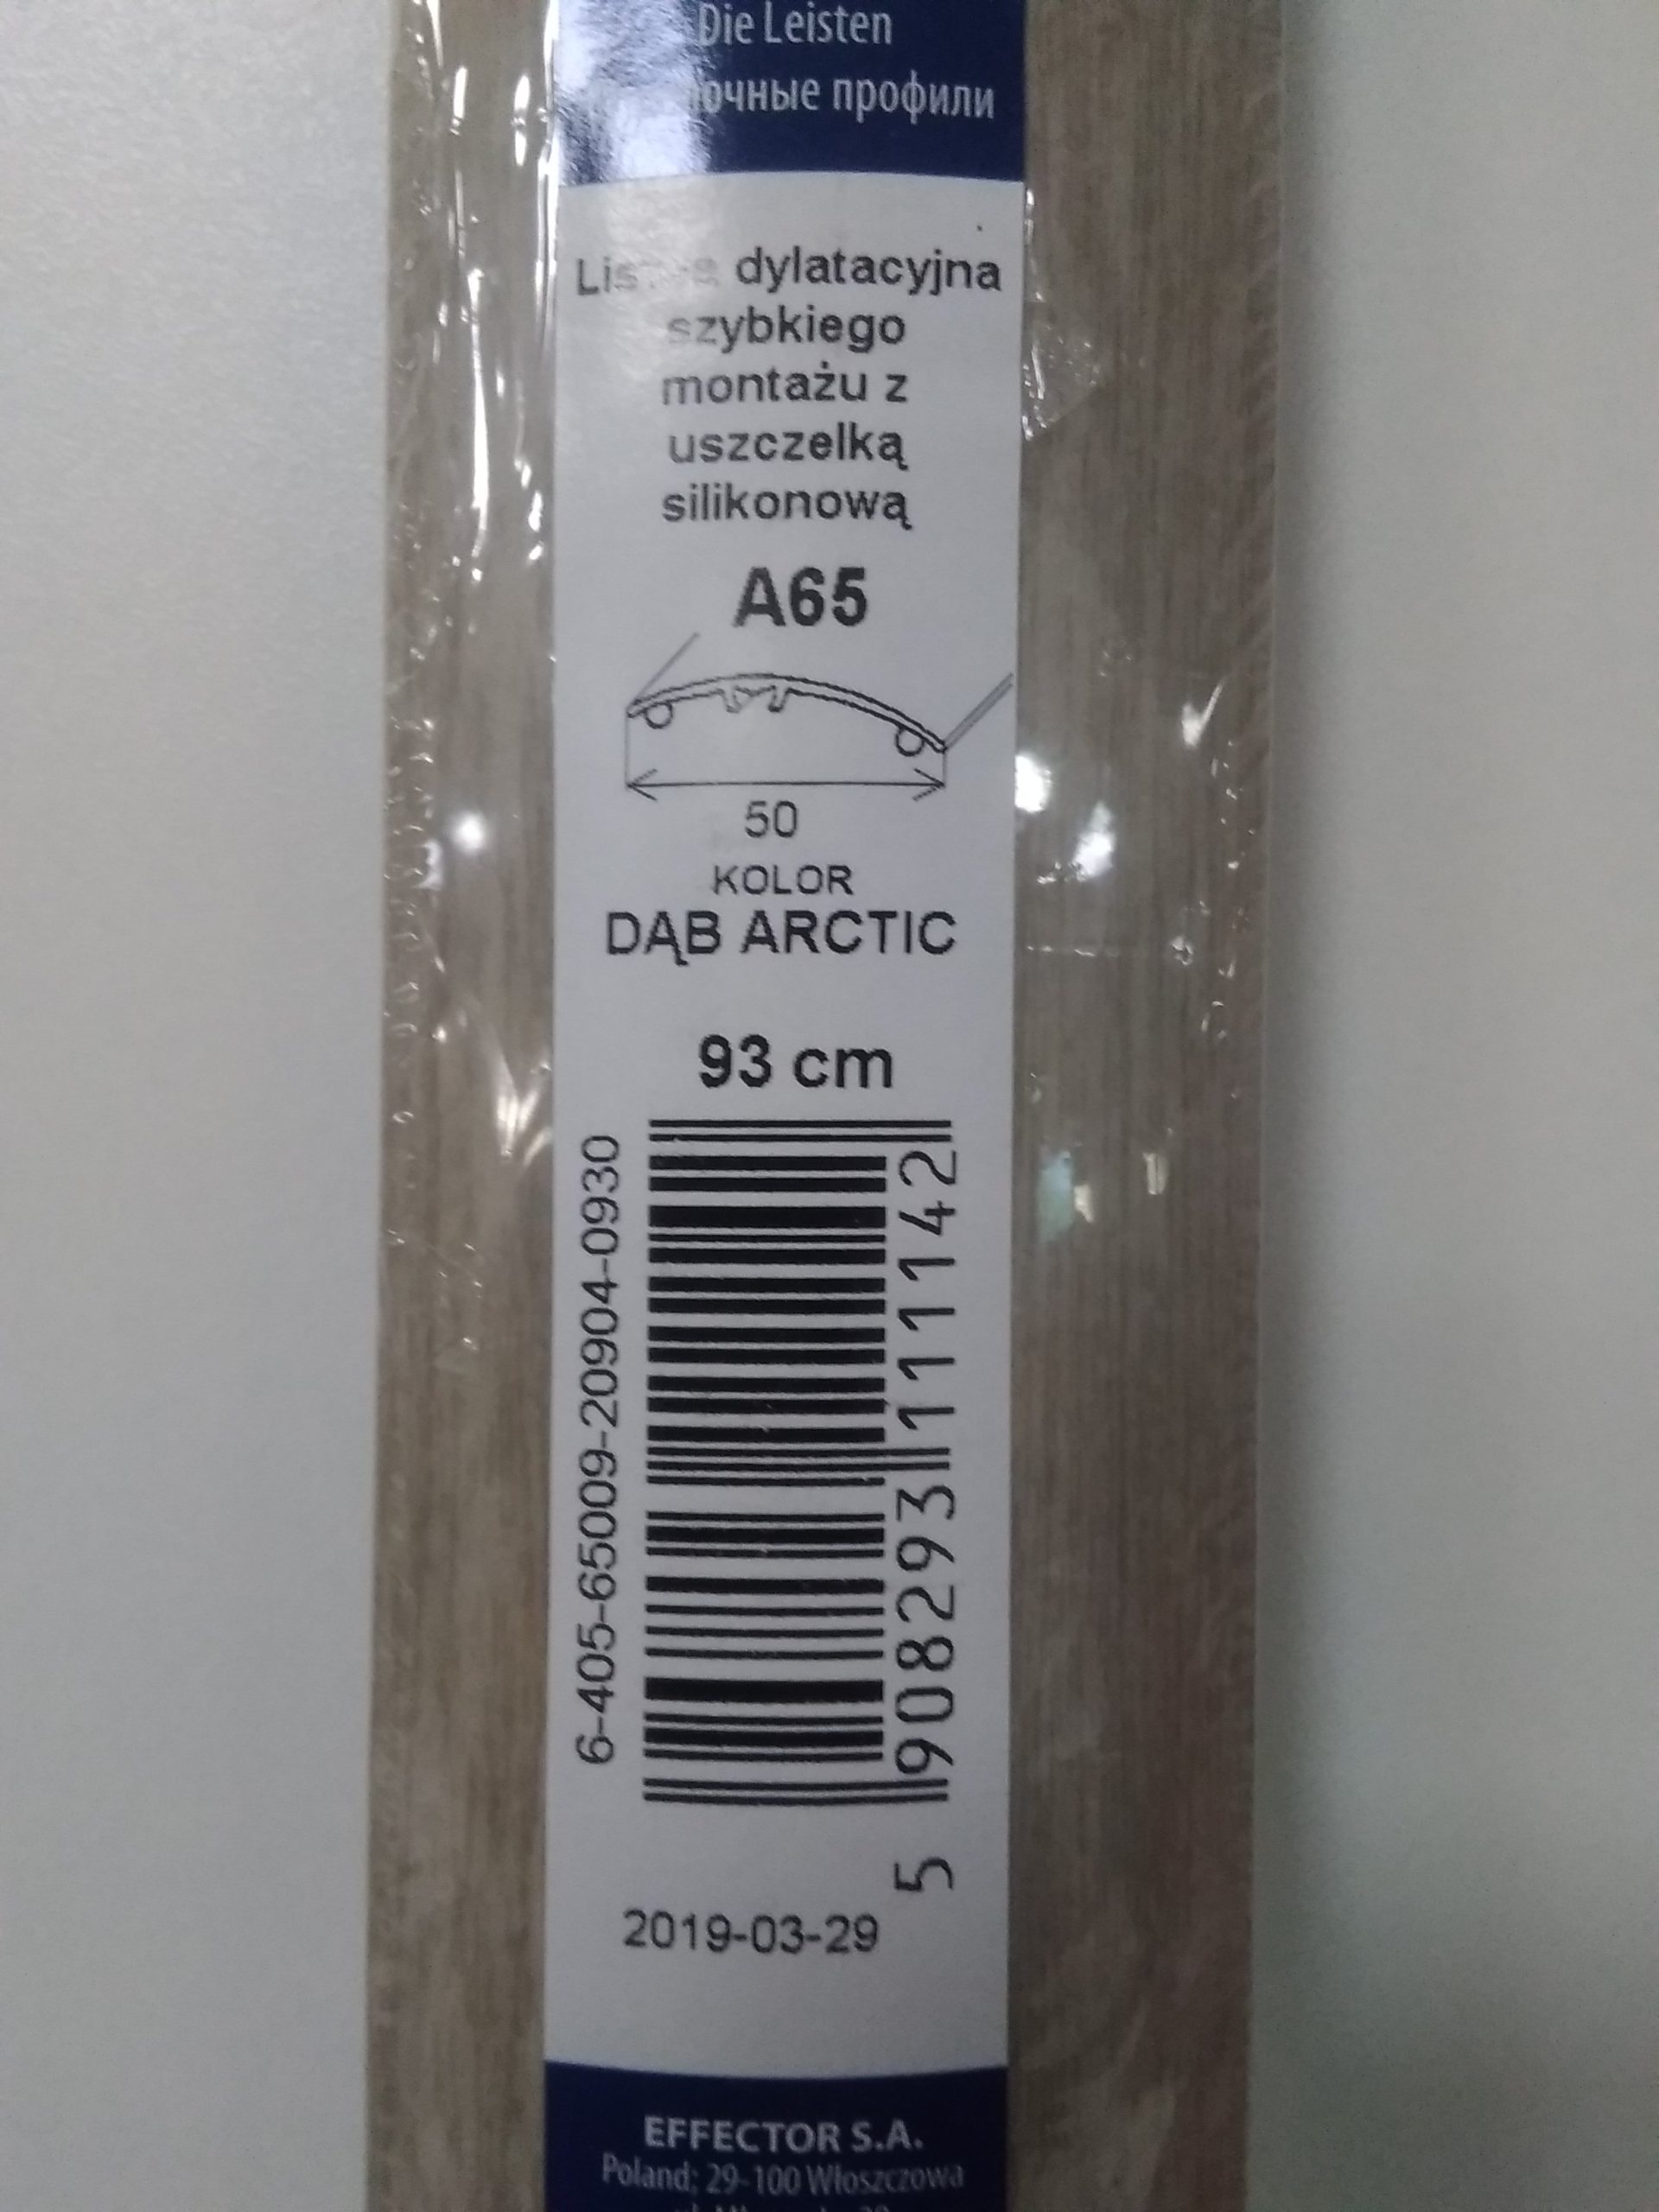 Die Leisten
профили
dylatacyjna
szybkiego
montażu z
uszczelką
silikonową
A65
50
KOLOR
DĄB ARCTIC
93 cm
6-405-65009-20904-0930
5 908293 111142
2019-03-29
EFFECTOR S.A.
Poland; 29-100 Włoszczowa